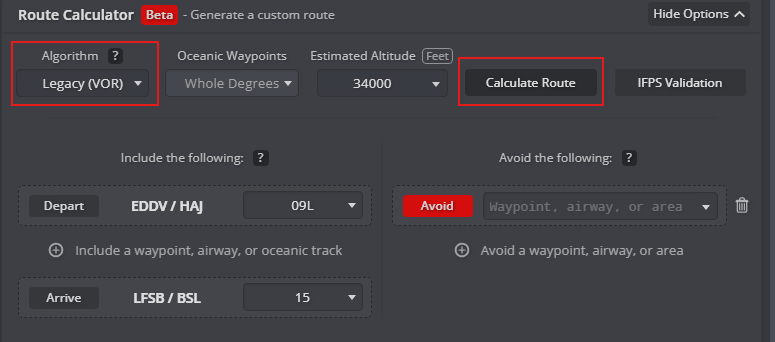 Route Calculator Beta - Generate a custom route Hide Options
Algorithm ? Oceanic Waypoints Estimated Altitude Feet
Legacy (VOR) Whole Degrees 34000 Calculate Route IFPS Validation
Include the following: ? Avoid the following: ?
Depart EDDV / HAJ 09L Avoid Waypoint, airway, or area
Include a waypoint, airway, or oceanic track Avoid a waypoint, airway, or area
Arrive LFSB / BSL 15